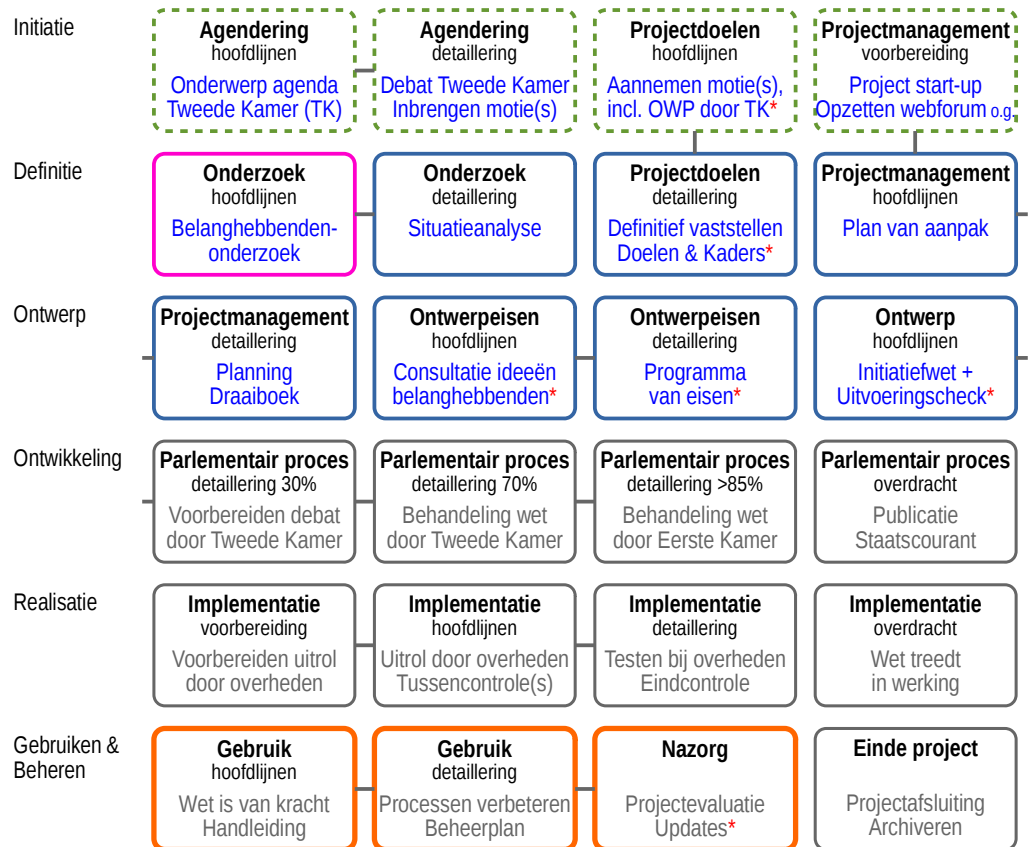 Initiatie
Agendering
hoofdlijnen
Onderwerp agenda
Tweede Kamer (TK)
Agendering
detaillering
Debat Tweede Kamer
Inbrengen motie(s)
Projectdoelen
hoofdlijnen
Aannemen motie(s),
incl. OWP door TK*
Projectmanagement
voorbereiding
Project start-up
Opzetten webforum o.g.
Definitie
Onderzoek
hoofdlijnen
Belanghebbenden-
onderzoek
Onderzoek
detaillering
Situatieanalyse
Projectdoelen
detaillering
Definitief vaststellen
Doelen & Kaders*
Projectmanagement
hoofdlijnen
Plan van aanpak
Ontwerp
Projectmanagement
detaillering
Planning
Draaiboek
Ontwerpeisen
hoofdlijnen
Consultatie ideeën
belanghebbenden*
Ontwerpeisen
detaillering
Programma
van eisen*
Ontwerp
hoofdlijnen
Initiatiefwet +
Uitvoeringscheck*
Ontwikkeling
Parlementair proces
detaillering 30%
Voorbereiden debat
door Tweede Kamer
Parlementair proces
detaillering 70%
Behandeling wet
door Tweede Kamer
Parlementair proces
detaillering >85%
Behandeling wet
door Eerste Kamer
Parlementair proces
overdracht
Publicatie
Staatscourant
Realisatie
Implementatie
voorbereiding
Voorbereiden uitrol
door overheden
Implementatie
hoofdlijnen
Uitrol door overheden
Tussencontrole(s)
Implementatie
detaillering
Testen bij overheden
Eindcontrole
Implementatie
overdracht
Wet treedt
in werking
Gebruiken &
Beheren
Gebruik
hoofdlijnen
Wet is van kracht
Handleiding
Gebruik
detaillering
Processen verbeteren
Beheerplan
Nazorg
Projectevaluatie
Updates*
Einde project
Projectafsluiting
Archiveren